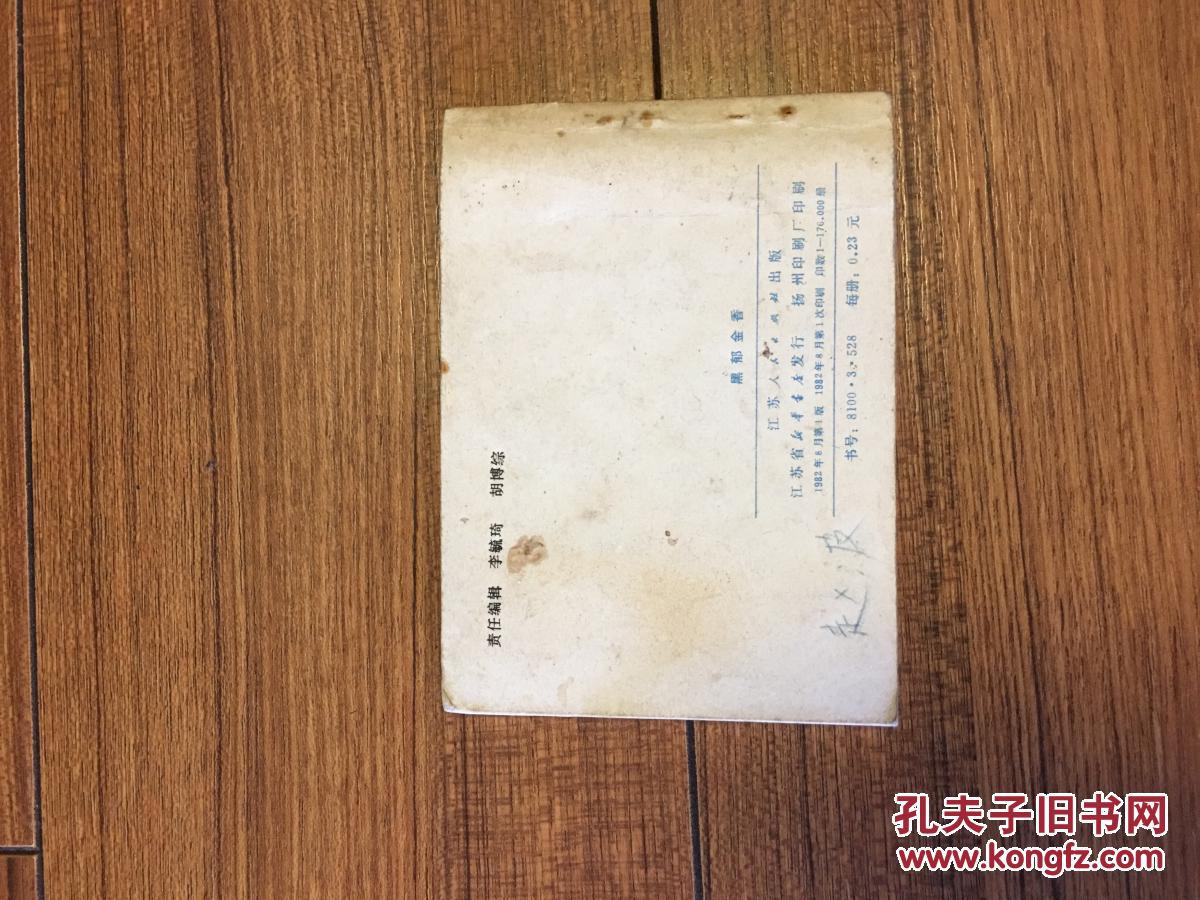 责任编辑 李毓琦 胡博综
黑郁金香
江苏人民出版社出版
江苏省新华书店发行 扬州印刷厂印刷
1982年8月第1版 1982年8月第1次印刷 印数1—176,000册
书号：8100·3·528 每册：0.23元
赵波
孔夫子旧书网
www.kongfz.com